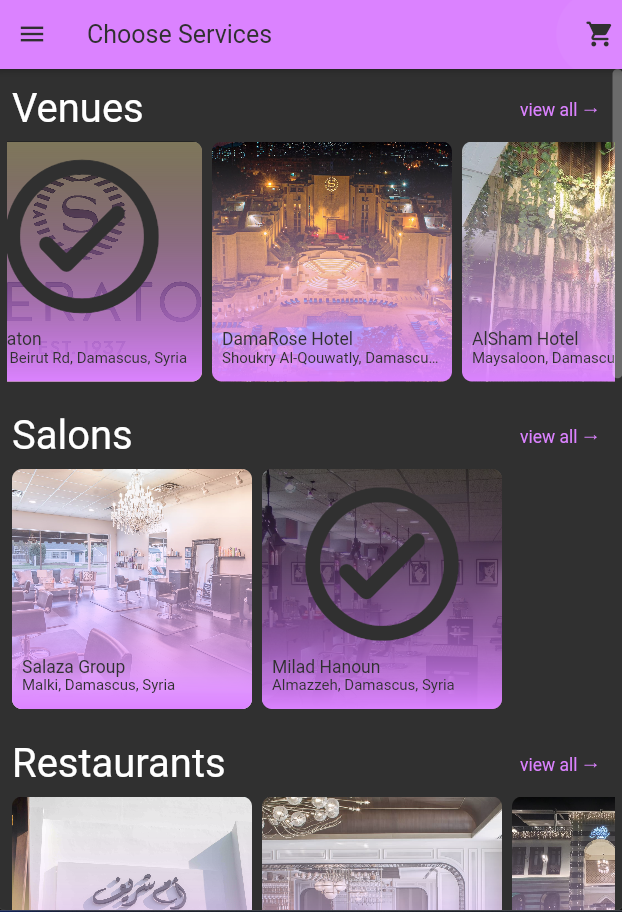 Choose Services
Venues
view all →
S
ERATO
EST 1937
aton
Beirut Rd, Damascus, Syria
DamaRose Hotel
Shoukry Al-Qouwatly, Damascu...
AlSham Hotel
Maysaloon, Damascu
Salons
view all →
Salaza Group
Malki, Damascus, Syria
Milad Hanoun
Almazzeh, Damascus, Syria
Restaurants
view all →
أم شريف